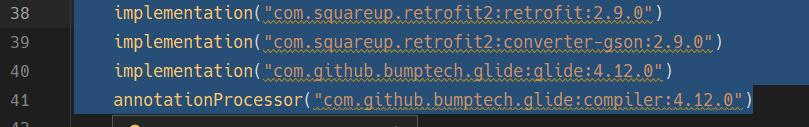 38 implementation("com.squareup.retrofit2:retrofit:2.9.0")
39 implementation("com.squareup.retrofit2:converter-gson:2.9.0")
40 implementation("com.github.bumptech.glide:glide:4.12.0")
41 annotationProcessor("com.github.bumptech.glide:compiler:4.12.0")